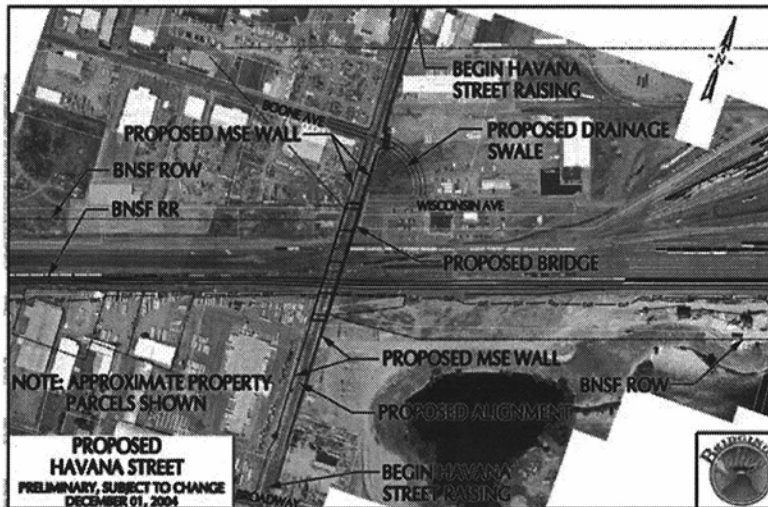 BEGIN HAVANA
STREET RAISING
BOONE AVE
PROPOSED MSE WALL
PROPOSED DRAINAGE
SWALE
N
BNSF ROW
BNSF RR
WISCONSIN AVE
PROPOSED BRIDGE
PROPOSED MSE WALL
BNSF ROW
NOTE: APPROXIMATE PROPERTY
PARCELS SHOWN
PROPOSED ALIGNMENT
PROPOSED
HAVANA STREET
PRELIMINARY, SUBJECT TO CHANGE
DECEMBER 01, 2004
BEGIN HAVANA
STREET RAISING
BROADWAY
BRIDGING